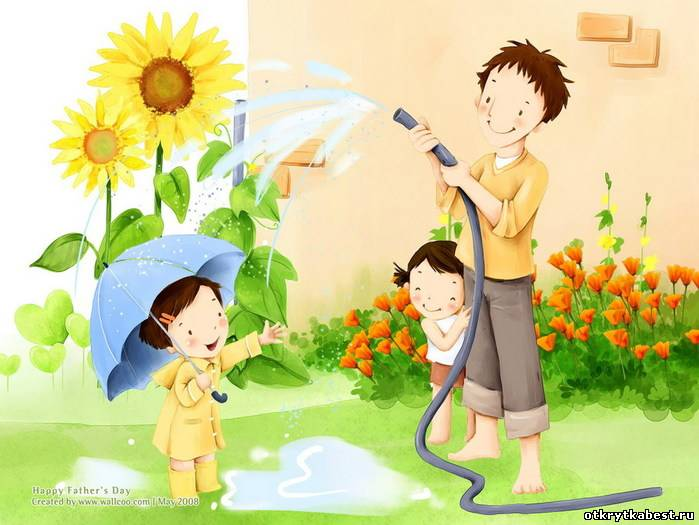 Happy Father's Day
Created by www.wallcoo.com | May 2008
otkrytkabest.ru